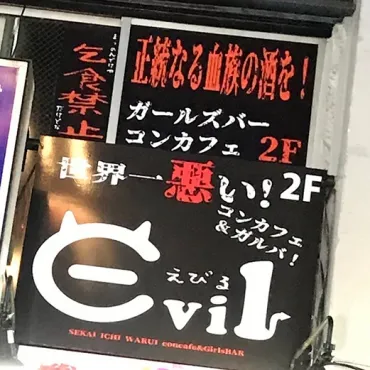 乞食禁止
正統なる血族の酒を！
ガールズバー
コンカフェ 2F
世界一悪い！ 2F
コンカフェ
＆ガルバ！
えびる
Evil
SEKAI ICHI WARUI concafe&GirlsBAR